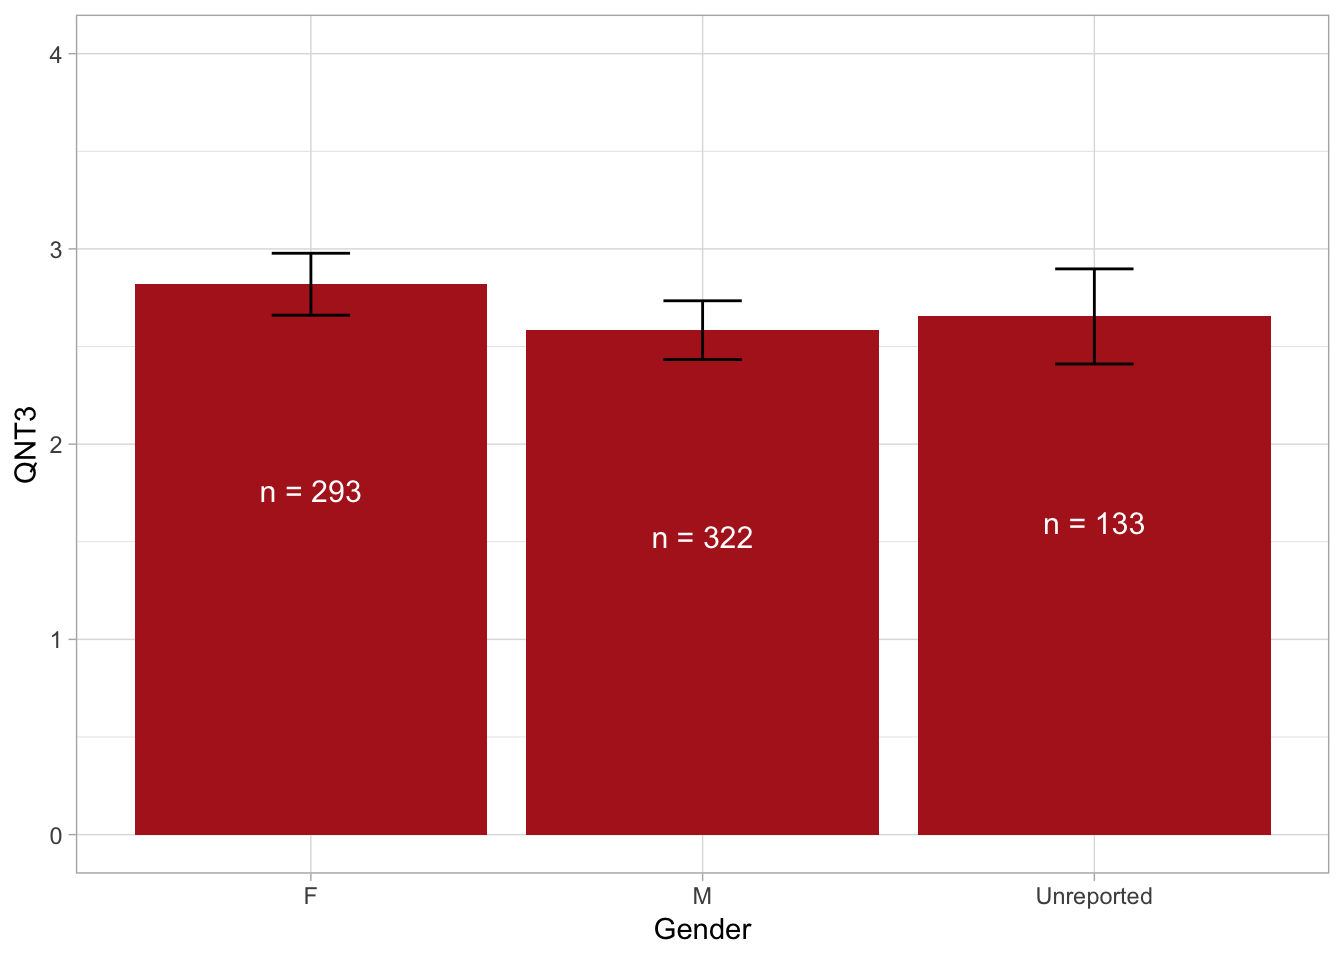 4
3
2
1
0
QNT3
n = 293
n = 322
n = 133
F
M
Unreported
Gender